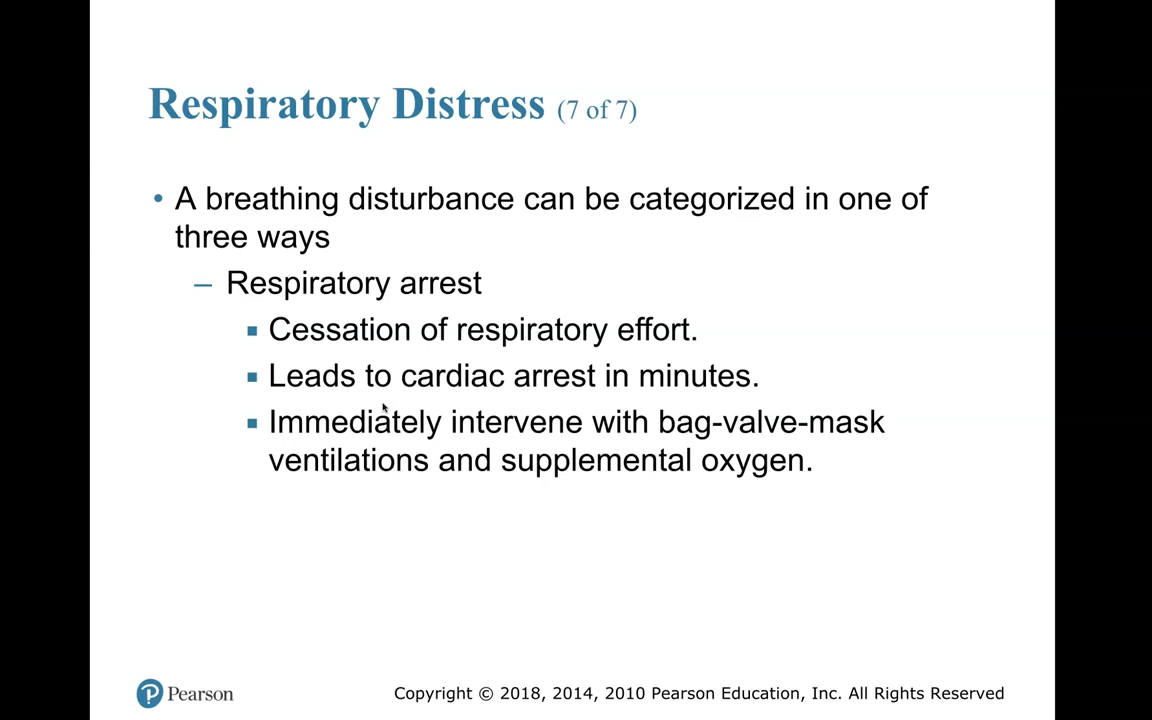 Respiratory Distress (7 of 7)
• A breathing disturbance can be categorized in one of
three ways
– Respiratory arrest
▪ Cessation of respiratory effort.
▪ Leads to cardiac arrest in minutes.
▪ Immediately intervene with bag-valve-mask
ventilations and supplemental oxygen.
P Pearson
Copyright © 2018, 2014, 2010 Pearson Education, Inc. All Rights Reserved